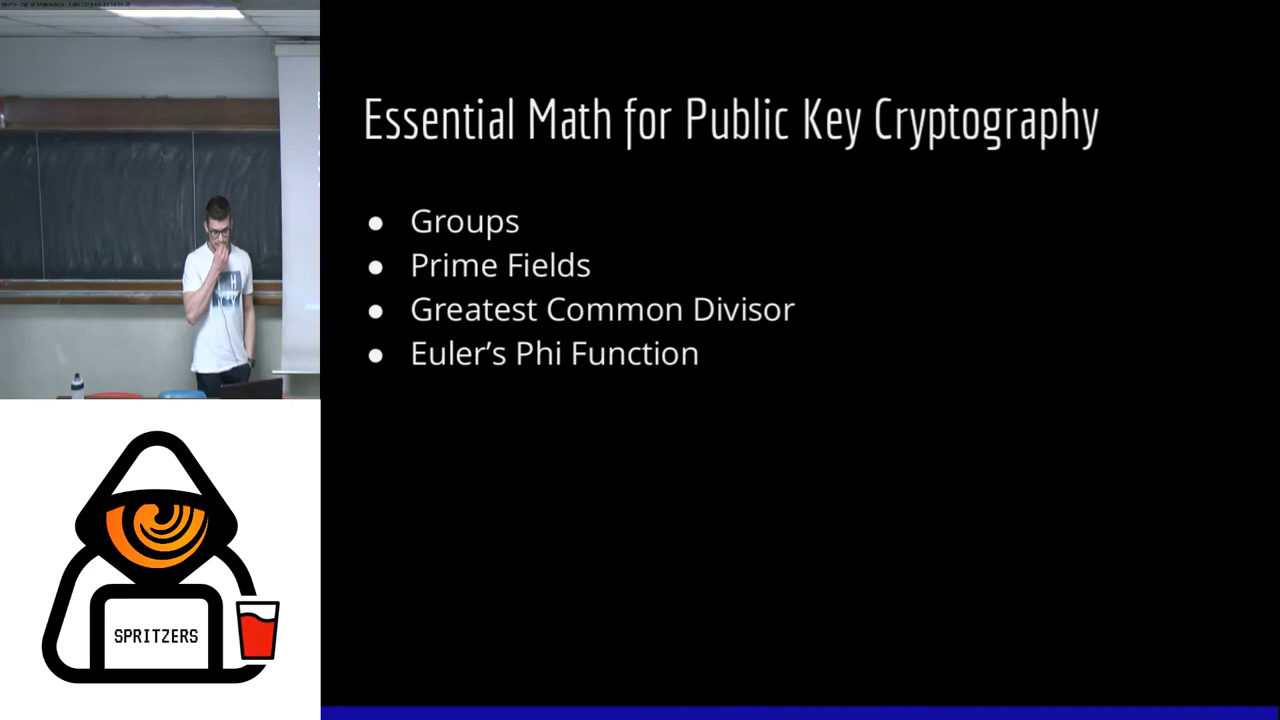 Essential Math for Public Key Cryptography
● Groups
● Prime Fields
● Greatest Common Divisor
● Euler’s Phi Function
SPRITZERS